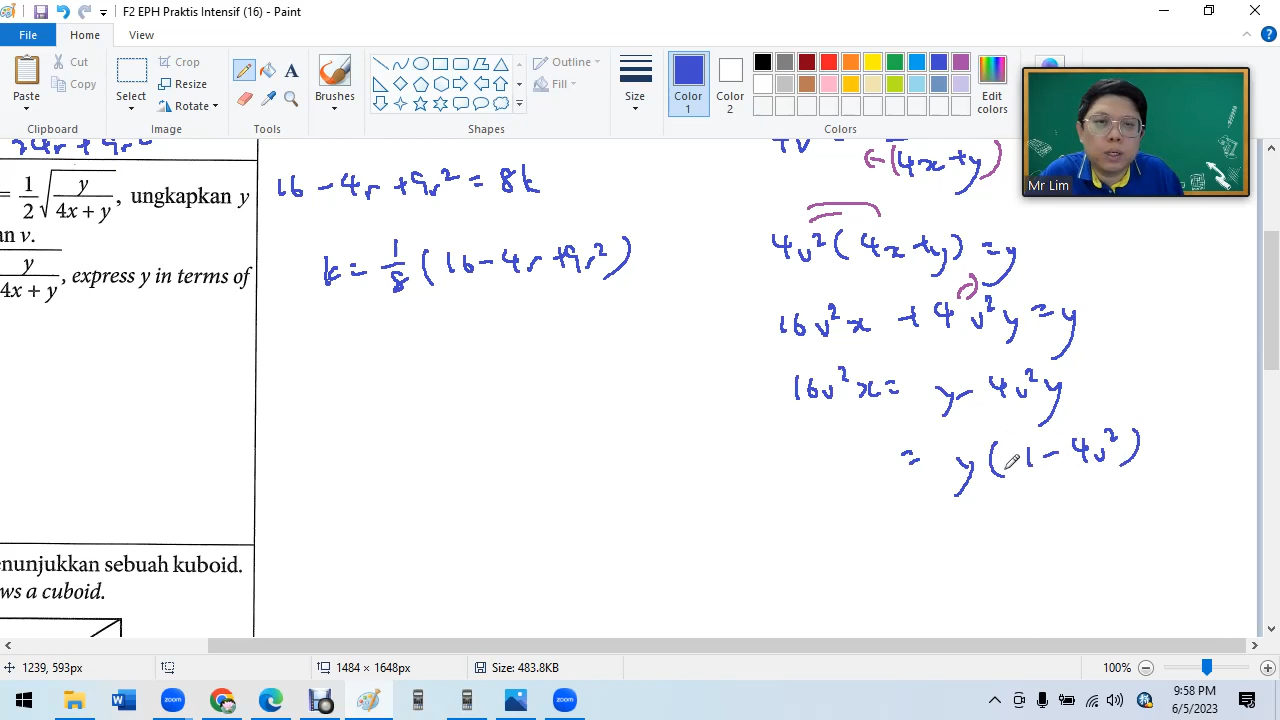 F2 EPH Praktis Intensif (16) - Paint
File Home View
Paste
Cut
Copy
Clipboard
Select
Crop
Resize
Rotate
Image
Tools
Brushes
Shapes
Outline
Fill
Size
Color 1
Color 2
Edit colors
Colors
Mr Lim
= 1/2 √(y/(4x + y)), ungkapkan y
an v.
y/(4x + y), express y in terms of
enunjukkan sebuah kuboid.
ws a cuboid.
16 - 4r + 9r² = 8k
k = 1/8 (16 - 4r + 9r²)
(4x + y)
4v² (4x + y) = y
16v²x + 4v²y = y
16v²x = y - 4v²y
= y (1 - 4v²)
1239, 593px
1484 × 1648px
Size: 483.8KB
100%
9:58 PM
6/5/2023